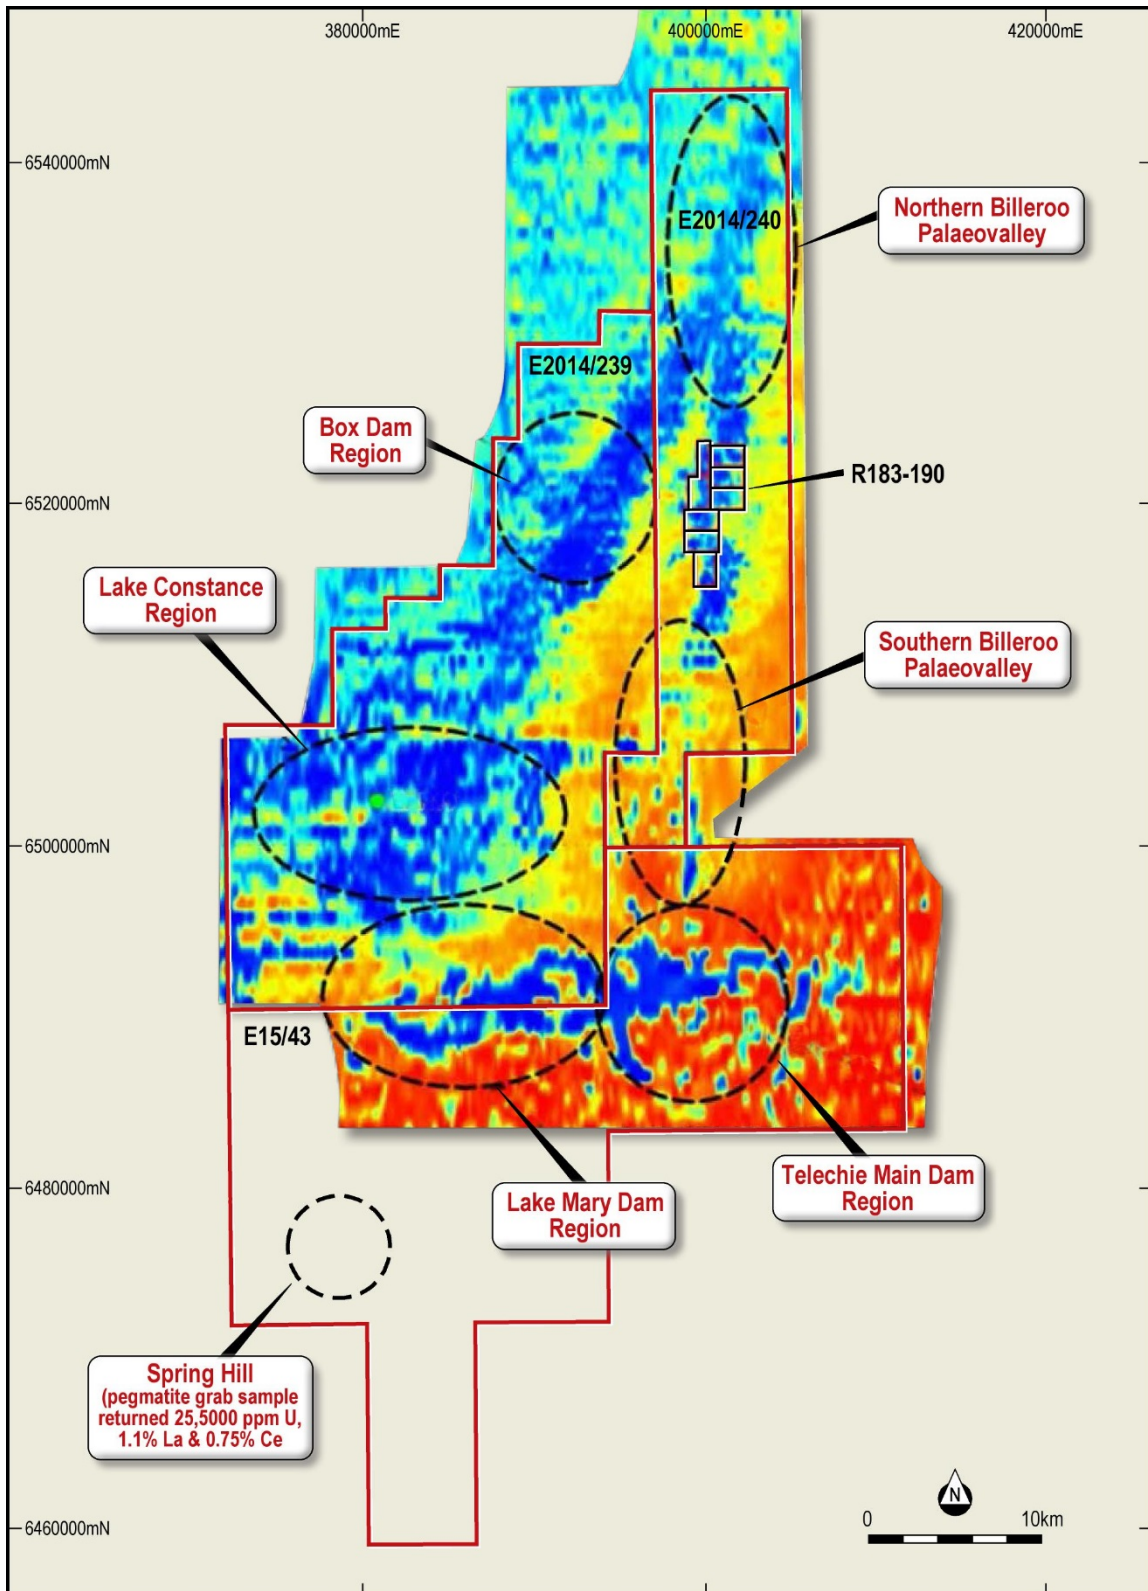 380000mE
400000mE
420000mE
6540000mN
E2014/240
Northern Billeroo
Palaeovalley
E2014/239
Box Dam
Region
R183-190
6520000mN
Lake Constance
Region
Southern Billeroo
Palaeovalley
6500000mN
E15/43
6480000mN
Lake Mary Dam
Region
Telechie Main Dam
Region
Spring Hill
(pegmatite grab sample
returned 25,5000 ppm U,
1.1% La & 0.75% Ce
N
0
10km
6460000mN